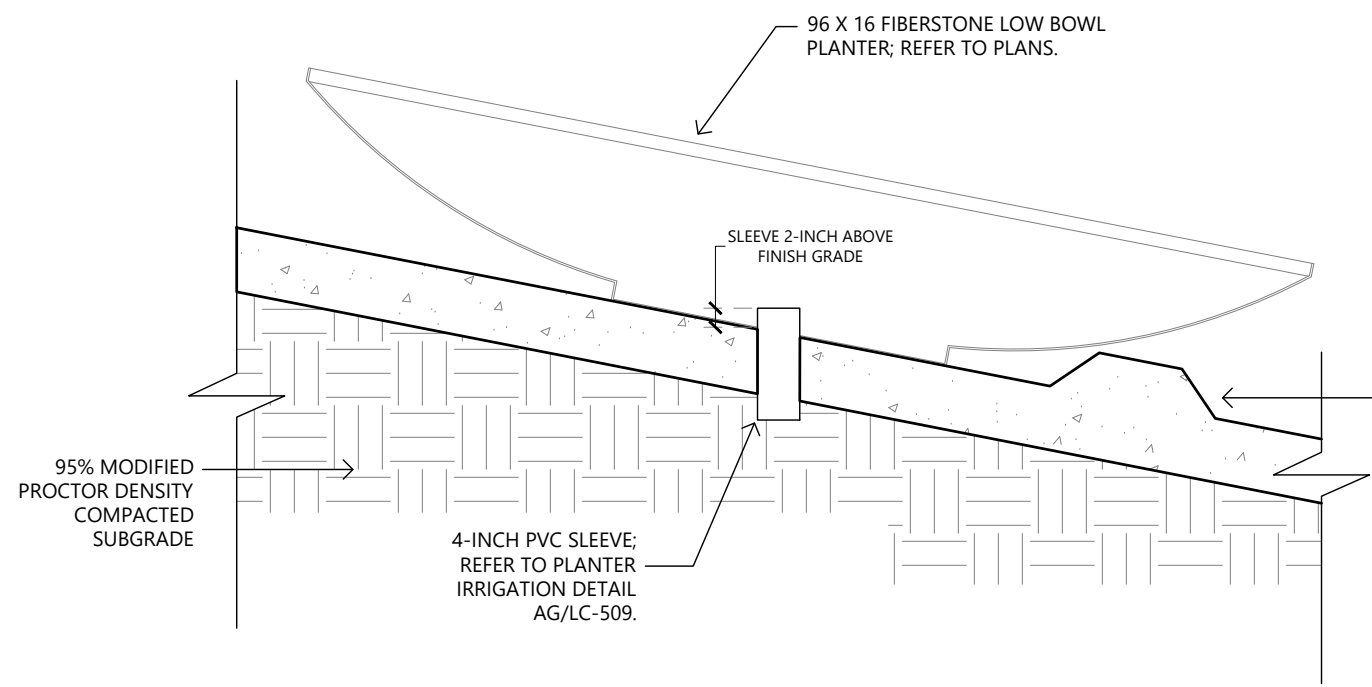 96 X 16 FIBERSTONE LOW BOWL
PLANTER; REFER TO PLANS.
SLEEVE 2-INCH ABOVE
FINISH GRADE
95% MODIFIED
PROCTOR DENSITY
COMPACTED
SUBGRADE
4-INCH PVC SLEEVE;
REFER TO PLANTER
IRRIGATION DETAIL
AG/LC-509.